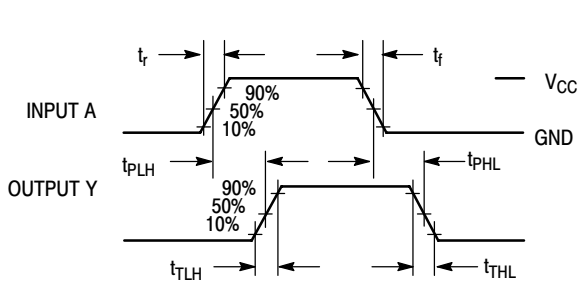 tr
tf
VCC
90%
INPUT A
50%
10%
GND
tPLH
tPHL
OUTPUT Y
90%
50%
10%
tTLH
tTHL